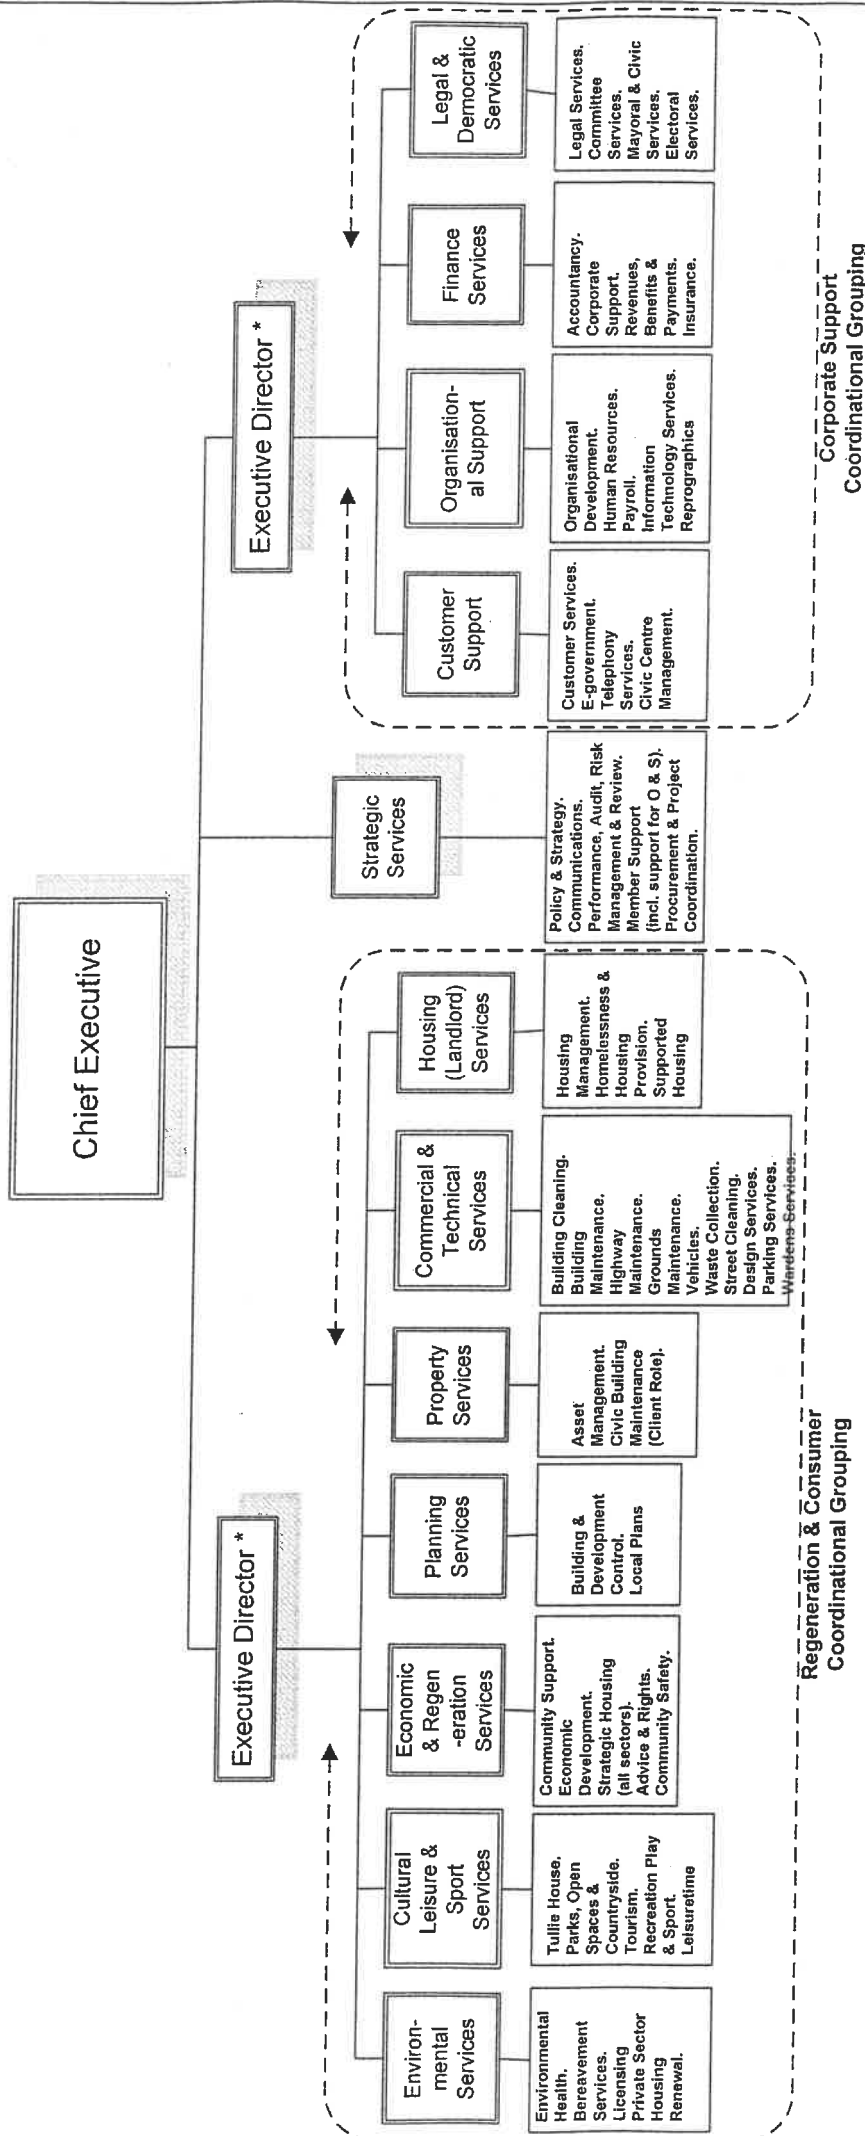 Chief Executive
Executive Director *
Strategic
Services
Executive Director *
Environ-
mental
Services
Cultural
Leisure &
Sport
Services
Economic
& Regen
-eration
Services
Planning
Services
Property
Services
Commercial &
Technical
Services
Housing
(Landlord)
Services
Customer
Support
Organisation-
al Support
Finance
Services
Legal &
Democratic
Services
Environmental
Health.
Bereavement
Services.
Licensing
Private Sector
Housing
Renewal.
Tullie House.
Parks, Open
Spaces &
Countryside.
Tourism.
Recreation Play
& Sport.
Leisuretime
Community Support.
Economic
Development.
Strategic Housing
(all sectors).
Advice & Rights.
Community Safety.
Building &
Development
Control.
Local Plans
Asset
Management.
Civic Building
Maintenance
(Client Role).
Building Cleaning.
Building
Maintenance.
Highway
Maintenance.
Grounds
Maintenance.
Vehicles.
Waste Collection.
Street Cleaning.
Design Services.
Parking Services.
Wardens Services.
Housing
Management.
Homelessness &
Housing
Provision.
Supported
Housing
Policy & Strategy.
Communications.
Performance, Audit, Risk
Management & Review.
Member Support
(incl. support for O & S).
Procurement & Project
Coordination.
Customer Services.
E-government.
Telephony
Services.
Civic Centre
Management.
Organisational
Development.
Human Resources.
Payroll.
Information
Technology Services.
Reprographics
Accountancy.
Corporate
Support.
Revenues,
Benefits &
Payments.
Insurance.
Legal Services.
Committee
Services.
Mayoral & Civic
Services.
Electoral
Services.
Regeneration & Consumer
Coordinational Grouping
Corporate Support
Coordinational Grouping